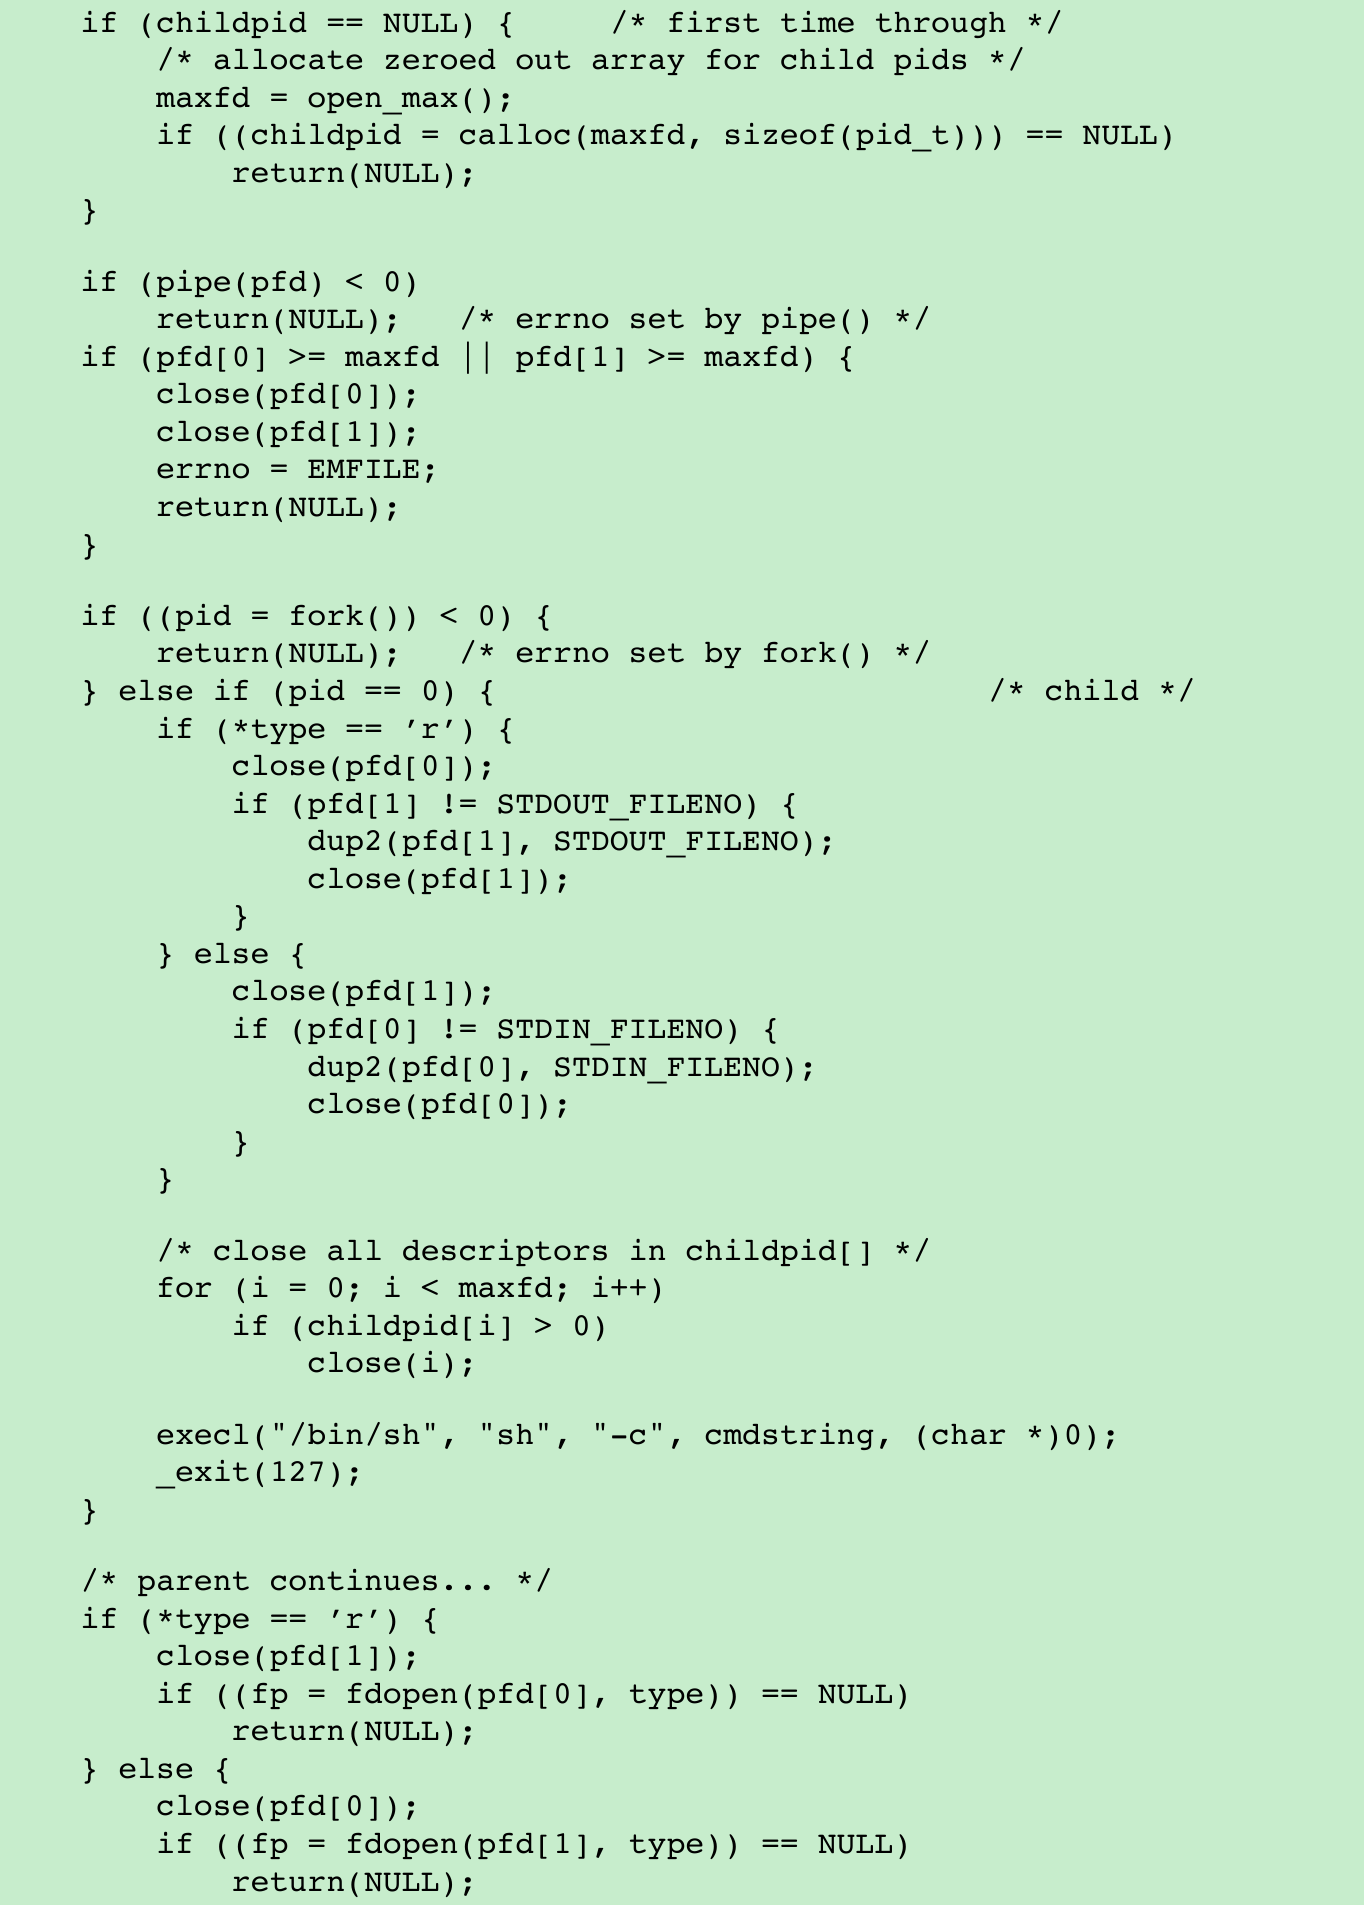 if (childpid == NULL) {     /* first time through */
    /* allocate zeroed out array for child pids */
    maxfd = open_max();
    if ((childpid = calloc(maxfd, sizeof(pid_t))) == NULL)
        return(NULL);
}

if (pipe(pfd) < 0)
    return(NULL);   /* errno set by pipe() */
if (pfd[0] >= maxfd || pfd[1] >= maxfd) {
    close(pfd[0]);
    close(pfd[1]);
    errno = EMFILE;
    return(NULL);
}

if ((pid = fork()) < 0) {
    return(NULL);   /* errno set by fork() */
} else if (pid == 0) {                          /* child */
    if (*type == ′r′) {
        close(pfd[0]);
        if (pfd[1] != STDOUT_FILENO) {
            dup2(pfd[1], STDOUT_FILENO);
            close(pfd[1]);
        }
    } else {
        close(pfd[1]);
        if (pfd[0] != STDIN_FILENO) {
            dup2(pfd[0], STDIN_FILENO);
            close(pfd[0]);
        }
    }

    /* close all descriptors in childpid[] */
    for (i = 0; i < maxfd; i++)
        if (childpid[i] > 0)
            close(i);

    execl("/bin/sh", "sh", "-c", cmdstring, (char *)0);
    _exit(127);
}

/* parent continues... */
if (*type == ′r′) {
    close(pfd[1]);
    if ((fp = fdopen(pfd[0], type)) == NULL)
        return(NULL);
} else {
    close(pfd[0]);
    if ((fp = fdopen(pfd[1], type)) == NULL)
        return(NULL);